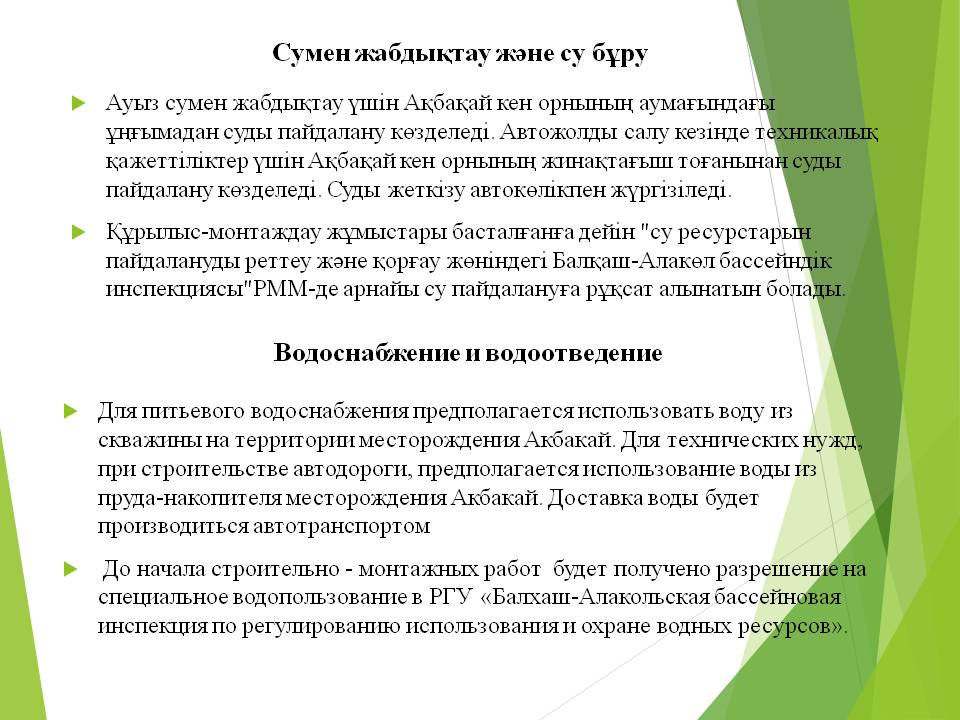 Сумен жабдықтау және су бұру
Ауыз сумен жабдықтау үшін Ақбақай кен орнының аумағындағы
ұңғымадан суды пайдалану көзделеді. Автожолды салу кезінде техникалық
қажеттіліктер үшін Ақбақай кен орнының жинақтағыш тоғанынан суды
пайдалану көзделеді. Суды жеткізу автокөлікпен жүргізіледі.
Құрылыс-монтаждау жұмыстары басталғанға дейін "су ресурстарын
пайдалануды реттеу және қорғау жөніндегі Балқаш-Алакөл бассейндік
инспекциясы"РММ-де арнайы су пайдалануға рұқсат алынатын болады.
Водоснабжение и водоотведение
Для питьевого водоснабжения предполагается использовать воду из
скважины на территории месторождения Акбакай. Для технических нужд,
при строительстве автодороги, предполагается использование воды из
пруда-накопителя месторождения Акбакай. Доставка воды будет
производиться автотранспортом
До начала строительно - монтажных работ будет получено разрешение на
специальное водопользование в РГУ «Балхаш-Алакольская бассейновая
инспекция по регулированию использования и охране водных ресурсов».